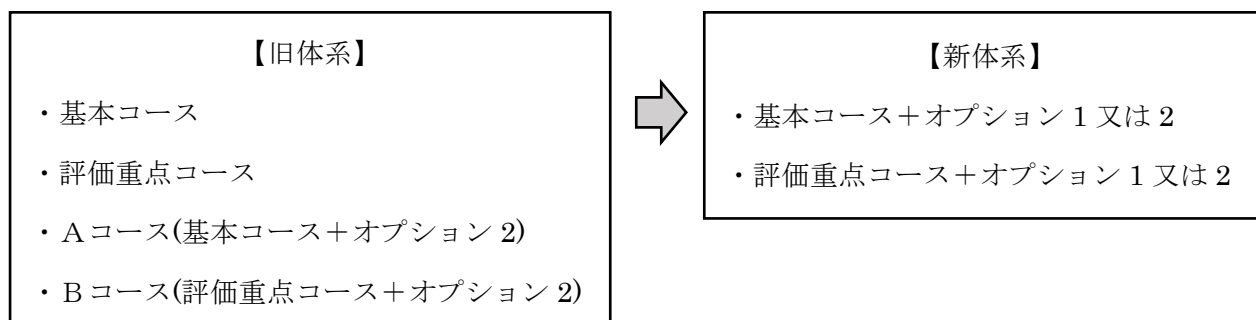 【旧体系】
・基本コース
・評価重点コース
・Ａコース(基本コース＋オプション 2)
・Ｂコース(評価重点コース＋オプション 2)
【新体系】
・基本コース＋オプション 1 又は 2
・評価重点コース＋オプション 1 又は 2